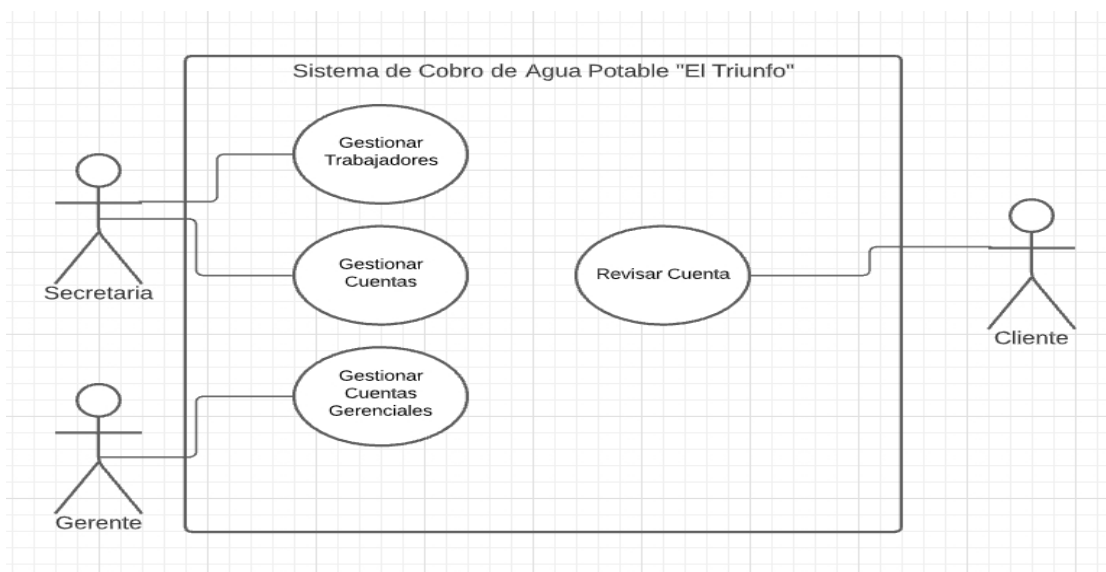 Sistema de Cobro de Agua Potable "El Triunfo"
Gestionar
Trabajadores
Secretaria
Gestionar
Cuentas
Revisar Cuenta
Cliente
Gestionar
Cuentas
Gerenciales
Gerente